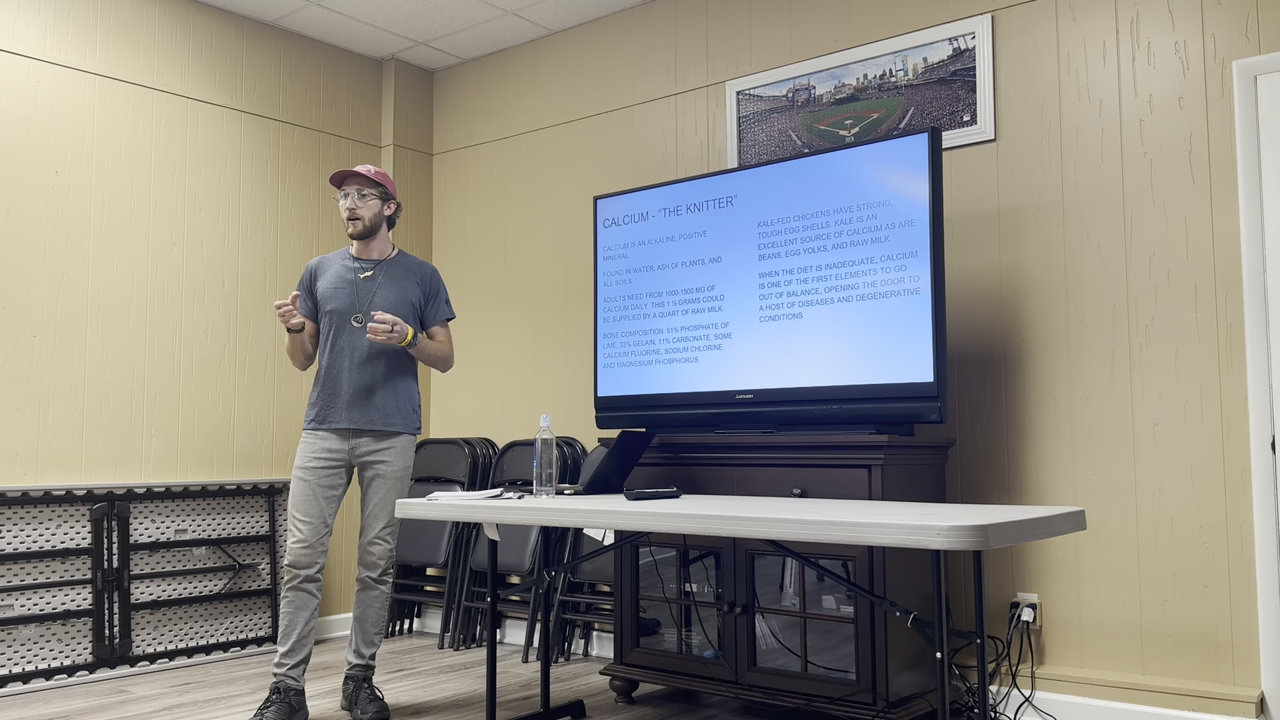 CALCIUM - "THE KNITTER"
CALCIUM IS AN ALKALINE, POSITIVE
MINERAL
FOUND IN WATER, ASH OF PLANTS, AND
ALL SOILS
ADULTS NEED FROM 1000-1500 MG OF
CALCIUM DAILY. THIS 1 ½ GRAMS COULD
BE SUPPLIED BY A QUART OF RAW MILK.
BONE COMPOSITION: 51% PHOSPHATE OF
LIME, 32% GELAIN, 11% CARBONATE, SOME
CALCIUM FLUORINE, SODIUM CHLORINE,
AND MAGNESIUM PHOSPHORUS.
KALE-FED CHICKENS HAVE STRONG,
TOUGH EGG SHELLS. KALE IS AN
EXCELLENT SOURCE OF CALCIUM AS ARE
BEANS, EGG YOLKS, AND RAW MILK.
WHEN THE DIET IS INADEQUATE, CALCIUM
IS ONE OF THE FIRST ELEMENTS TO GO
OUT OF BALANCE, OPENING THE DOOR TO
A HOST OF DISEASES AND DEGENERATIVE
CONDITIONS.
MITSUBISHI